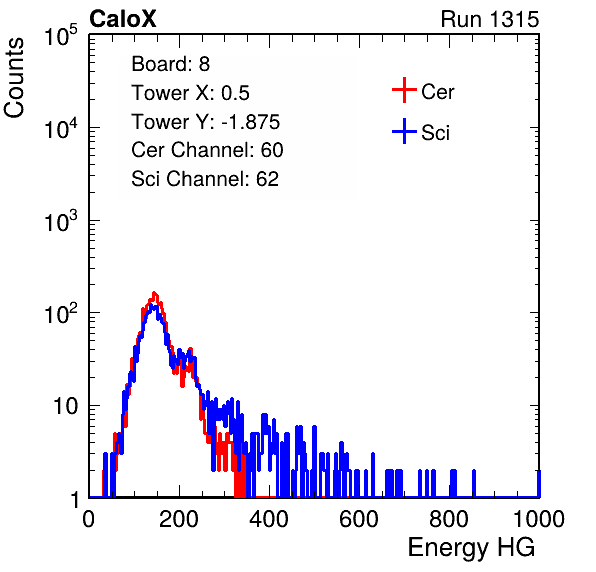 CaloX Run 1315
Counts
10^5
10^4
10^3
10^2
10
1
Board: 8
Tower X: 0.5
Tower Y: -1.875
Cer Channel: 60
Sci Channel: 62
Cer
Sci
0 200 400 600 800 1000
Energy HG